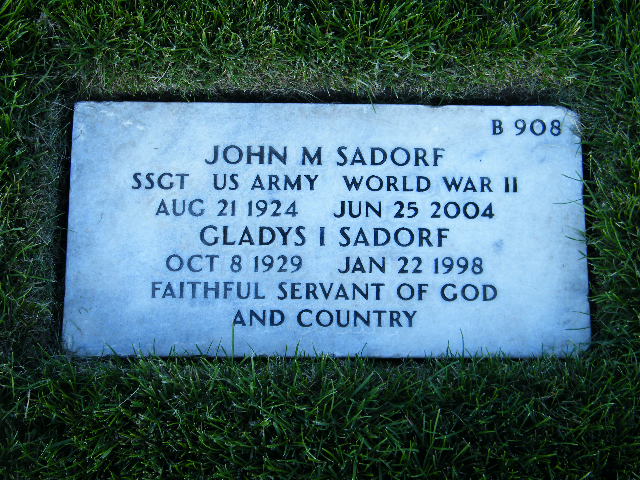 B 908
JOHN M SADORF
SSGT US ARMY WORLD WAR II
AUG 21 1924 JUN 25 2004
GLADYS I SADORF
OCT 8 1929 JAN 22 1998
FAITHFUL SERVANT OF GOD
AND COUNTRY